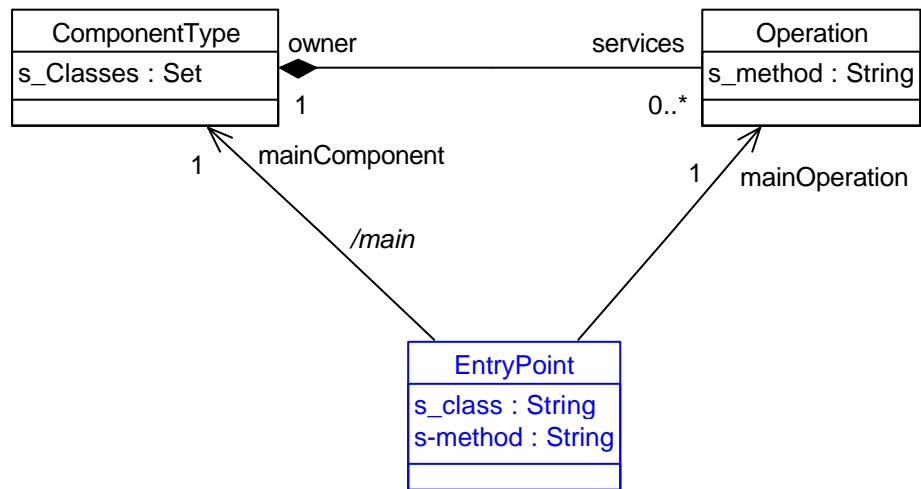 ComponentType
s_Classes : Set
owner
services
1
0..*
Operation
s_method : String
1
mainComponent
/main
1
mainOperation
EntryPoint
s_class : String
s-method : String